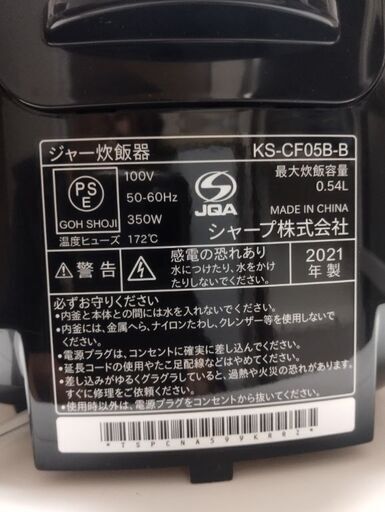 ジャー炊飯器
KS-CF05B-B
PS
E
GOH SHOJI
100V
50-60Hz
350W
温度ヒューズ 172℃
JQA
最大炊飯容量
0.54L
MADE IN CHINA
シャープ株式会社
警告
感電の恐れあり
水につけたり、水をかけ
たりしないでください。
2021
年製
必ずお守りください
•内釜と本体との間には水を入れないでください。
•内釜には、金属へら、ナイロンたわし、クレンザー等を使用しない
でください。
•電源プラグは、コンセントに確実に差し込んでください。
•延長コードの使用やたこ足配線などはやめてください。
•差し込みがゆるくグラグラしていると、過熱や火災の恐れがあります。
すぐに修理をしてください。
•使用時以外は、電源プラグをコンセントから抜いてください。
*TSPCNA599KRRZ*